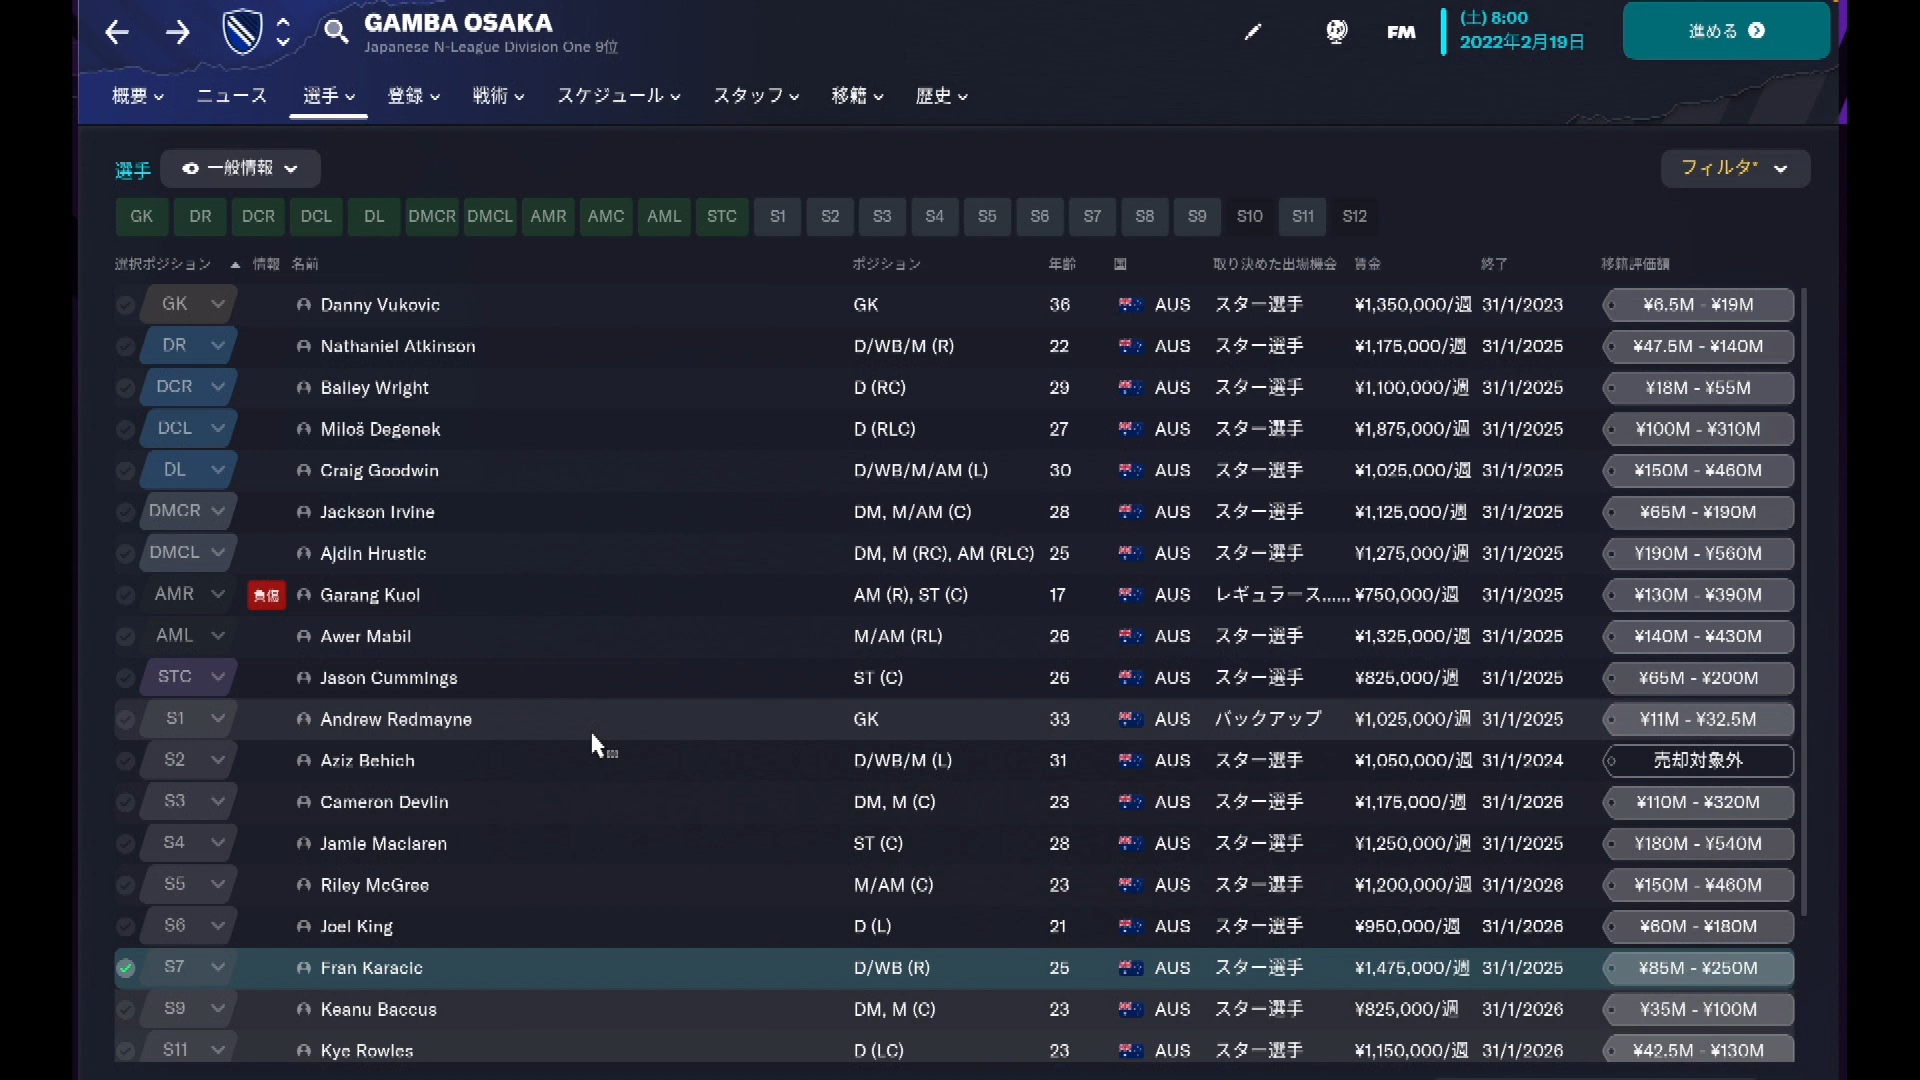 GAMBA OSAKA
Japanese N-League Division One 9位
FM
(土) 8:00
2022年2月19日
進める
概要 ニュース 選手 登録 戦術 スケジュール スタッフ 移籍 歴史
選手 一般情報 フィルタ*
GK DR DCR DCL DL DMCR DMCL AMR AMC AML STC S1 S2 S3 S4 S5 S6 S7 S8 S9 S10 S11 S12
選択ポジション 情報 名前 ポジション 年齢 国 取り決めた出場機会 賃金 終了 移籍評価額
GK Danny Vukovic GK 36 AUS スター選手 ¥1,350,000/週 31/1/2023 ¥6.5M - ¥19M
DR Nathaniel Atkinson D/WB/M (R) 22 AUS スター選手 ¥1,175,000/週 31/1/2025 ¥47.5M - ¥140M
DCR Bailey Wright D (RC) 29 AUS スター選手 ¥1,100,000/週 31/1/2025 ¥18M - ¥55M
DCL Miloš Degenek D (RLC) 27 AUS スター選手 ¥1,875,000/週 31/1/2025 ¥100M - ¥310M
DL Craig Goodwin D/WB/M/AM (L) 30 AUS スター選手 ¥1,025,000/週 31/1/2025 ¥150M - ¥460M
DMCR Jackson Irvine DM, M/AM (C) 28 AUS スター選手 ¥1,125,000/週 31/1/2025 ¥65M - ¥190M
DMCL Ajdin Hrustic DM, M (RC), AM (RLC) 25 AUS スター選手 ¥1,275,000/週 31/1/2025 ¥190M - ¥560M
AMR 負傷 Garang Kuol AM (R), ST (C) 17 AUS レギュラース...... ¥750,000/週 31/1/2025 ¥130M - ¥390M
AML Awer Mabil M/AM (RL) 26 AUS スター選手 ¥1,325,000/週 31/1/2025 ¥140M - ¥430M
STC Jason Cummings ST (C) 26 AUS スター選手 ¥825,000/週 31/1/2025 ¥65M - ¥200M
S1 Andrew Redmayne GK 33 AUS バックアップ ¥1,025,000/週 31/1/2025 ¥11M - ¥32.5M
S2 Aziz Behich D/WB/M (L) 31 AUS スター選手 ¥1,050,000/週 31/1/2024 売却対象外
S3 Cameron Devlin DM, M (C) 23 AUS スター選手 ¥1,175,000/週 31/1/2026 ¥110M - ¥320M
S4 Jamie Maclaren ST (C) 28 AUS スター選手 ¥1,250,000/週 31/1/2025 ¥180M - ¥540M
S5 Riley McGree M/AM (C) 23 AUS スター選手 ¥1,200,000/週 31/1/2026 ¥150M - ¥460M
S6 Joel King D (L) 21 AUS スター選手 ¥950,000/週 31/1/2026 ¥60M - ¥180M
S7 Fran Karacic D/WB (R) 25 AUS スター選手 ¥1,475,000/週 31/1/2025 ¥85M - ¥250M
S9 Keanu Baccus DM, M (C) 23 AUS スター選手 ¥825,000/週 31/1/2026 ¥35M - ¥100M
S11 Kye Rowles D (LC) 23 AUS スター選手 ¥1,150,000/週 31/1/2026 ¥42.5M - ¥130M